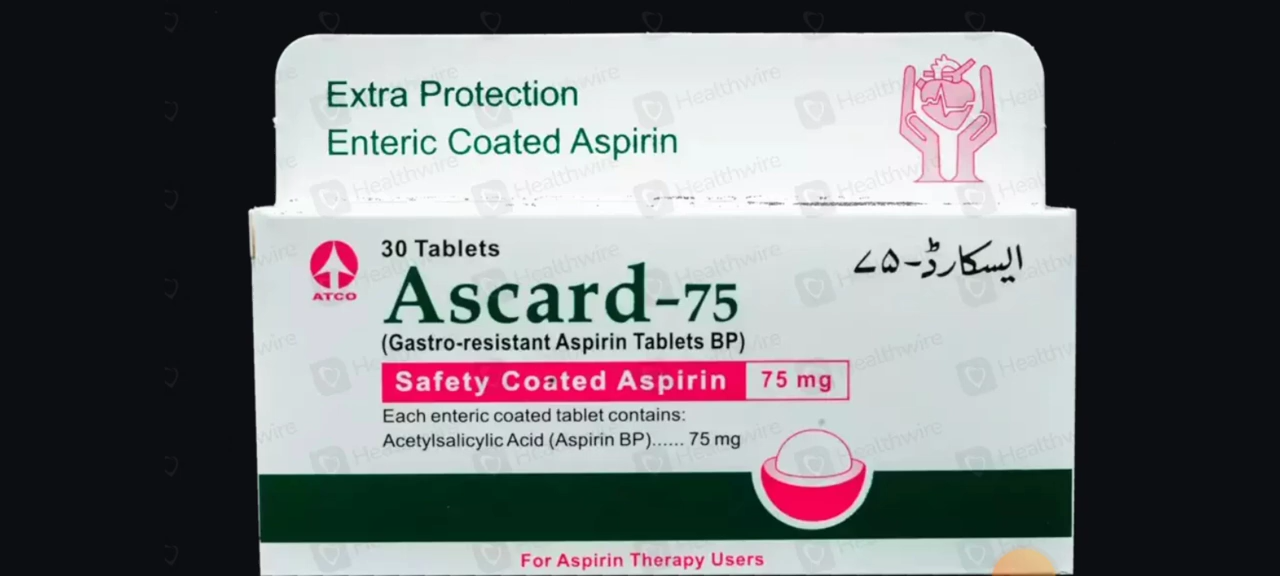 Extra Protection
Enteric Coated Aspirin
30 Tablets
ATCO
Ascard-75
ایسکارڈ-۷۵
(Gastro-resistant Aspirin Tablets BP)
Safety Coated Aspirin 75 mg
Each enteric coated tablet contains:
Acetylsalicylic Acid (Aspirin BP)...... 75 mg
For Aspirin Therapy Users
Healthwire